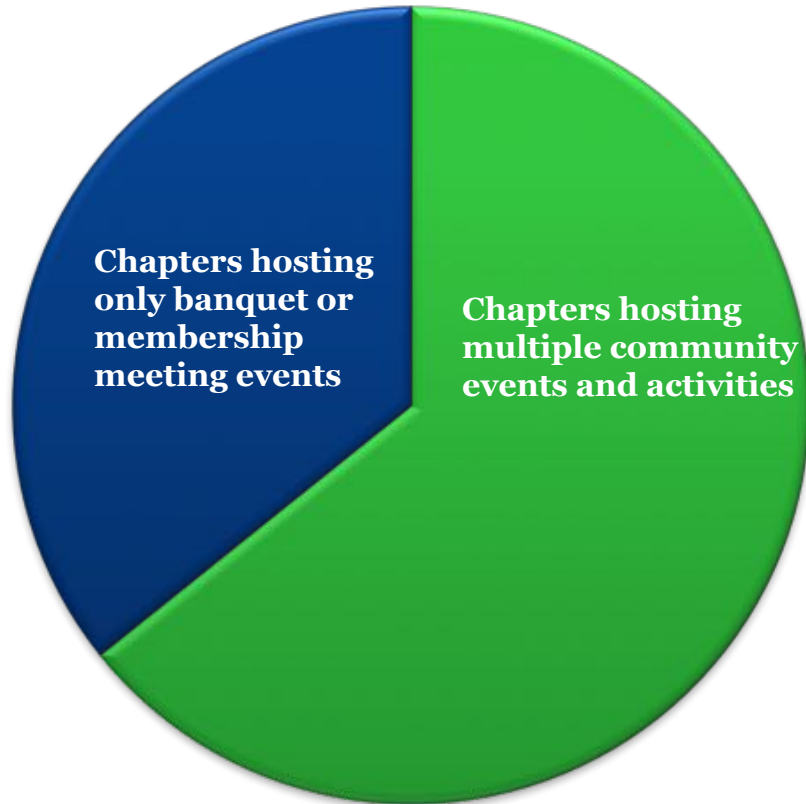 Chapters hosting
only banquet or
membership
meeting events
Chapters hosting
multiple community
events and activities